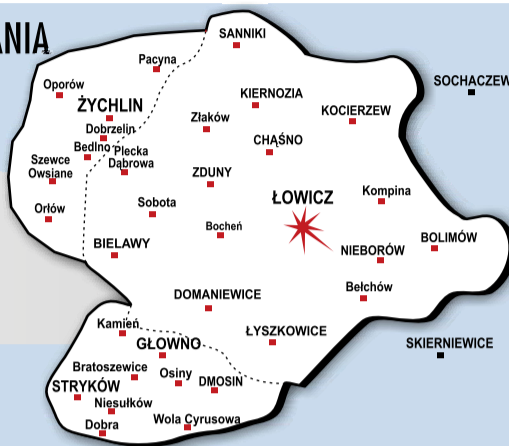 ANIĄ
SANNIKI
Pacyna
SOCHACZEW
Oporów
KIERNOZIA
ŻYCHLIN
KOCIERZEW
Złaków
Dobrzelin
CHĄŚNO
Bedlno
Plecka
Dąbrowa
Szewce
Owsiane
ZDUNY
ŁOWICZ
Kompina
Orłów
Sobota
Bocheń
BIELAWY
NIEBORÓW
BOLIMÓW
Bełchów
DOMANIEWICE
Kamień
GŁOWNO
ŁYSZKOWICE
SKIERNIEWICE
Bratoszewice
Osiny
STRYKÓW
DMOSIN
Niesułków
Dobra
Wola Cyrusowa